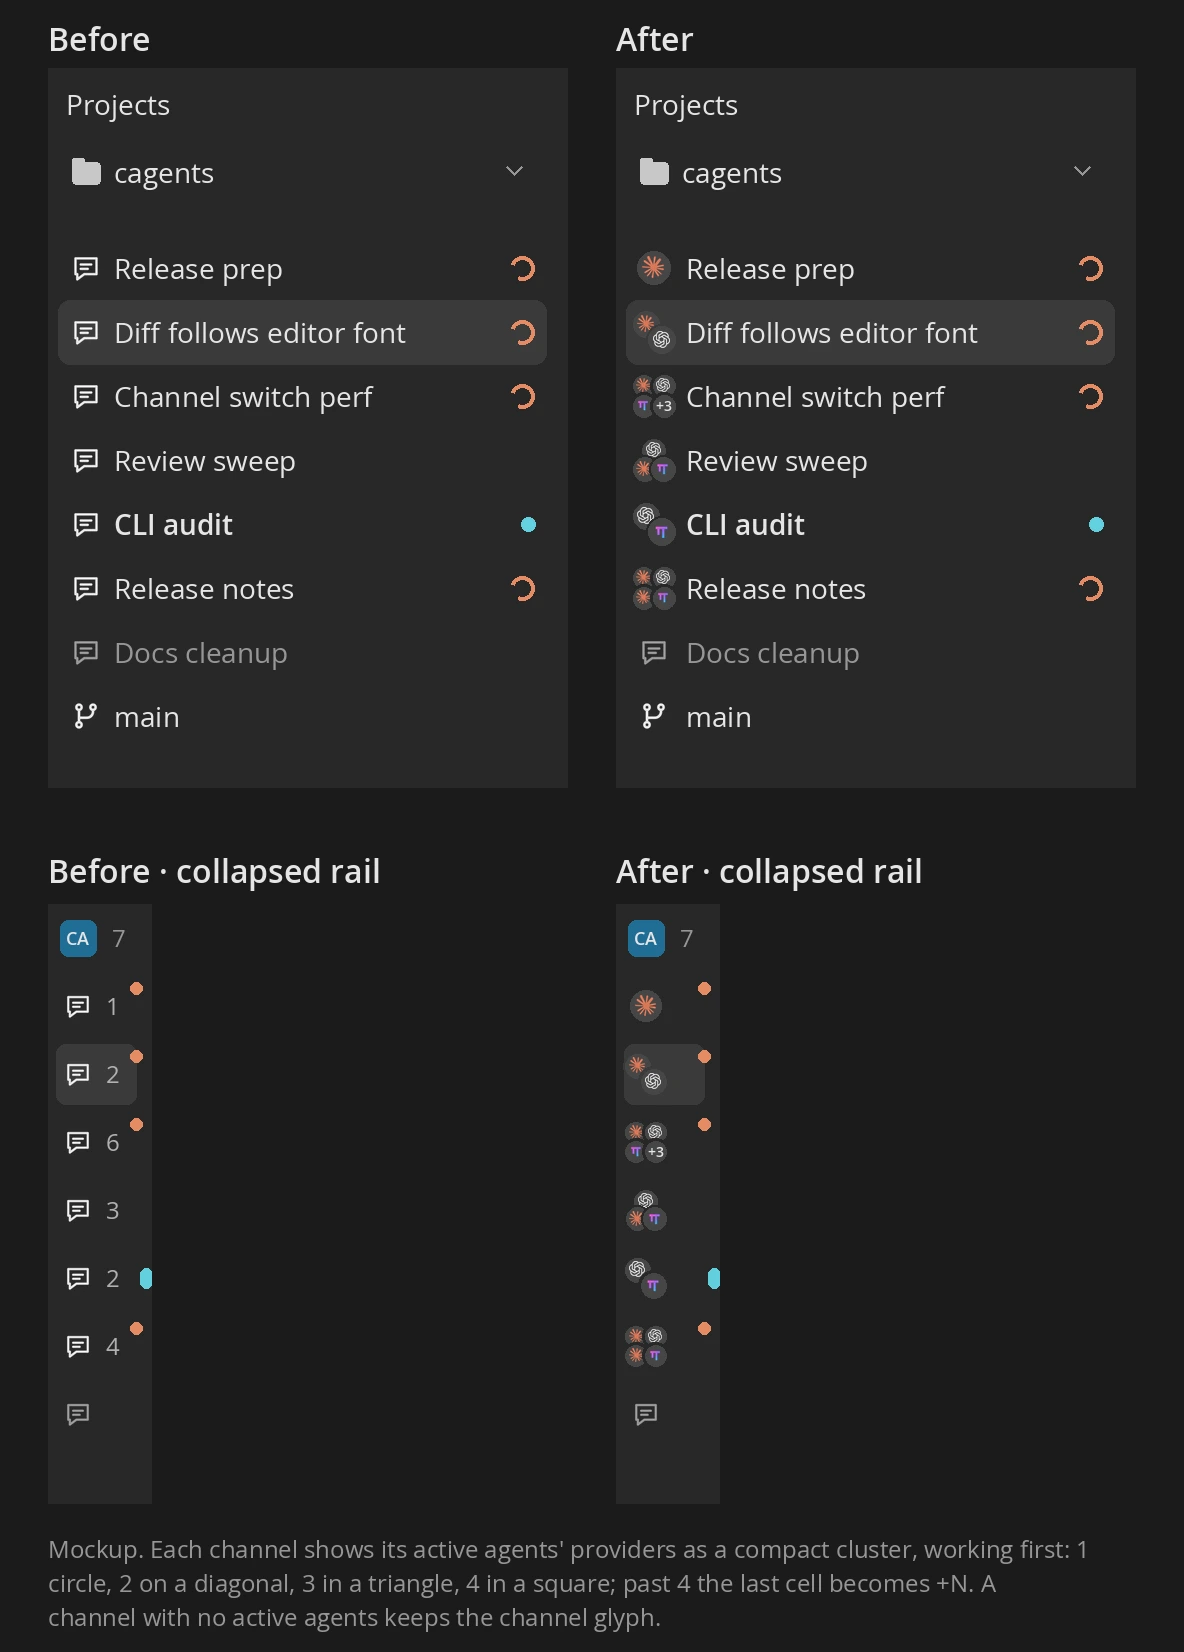 Before
Projects
cagents
Release prep
Diff follows editor font
Channel switch perf
Review sweep
CLI audit
Release notes
Docs cleanup
main
After
Projects
cagents
Release prep
Diff follows editor font
+3 Channel switch perf
Review sweep
CLI audit
Release notes
Docs cleanup
main
Before · collapsed rail
CA 7
1
2
6
3
2
4
After · collapsed rail
CA 7
+3
Mockup. Each channel shows its active agents' providers as a compact cluster, working first: 1
circle, 2 on a diagonal, 3 in a triangle, 4 in a square; past 4 the last cell becomes +N. A
channel with no active agents keeps the channel glyph.